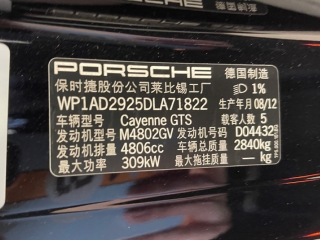 PORSCHE 德国制造
保时捷股份公司莱比锡工厂 1%
WP1AD2925DLA71822 生产年月 08/12
车辆型号 Cayenne GTS 载客人数 5
发动机型号 M4802GV 发动机号码 D04432
发动机排量 4806cc 最大总质量 2840kg
最大功率 309kW 最大拖挂质量 —kg